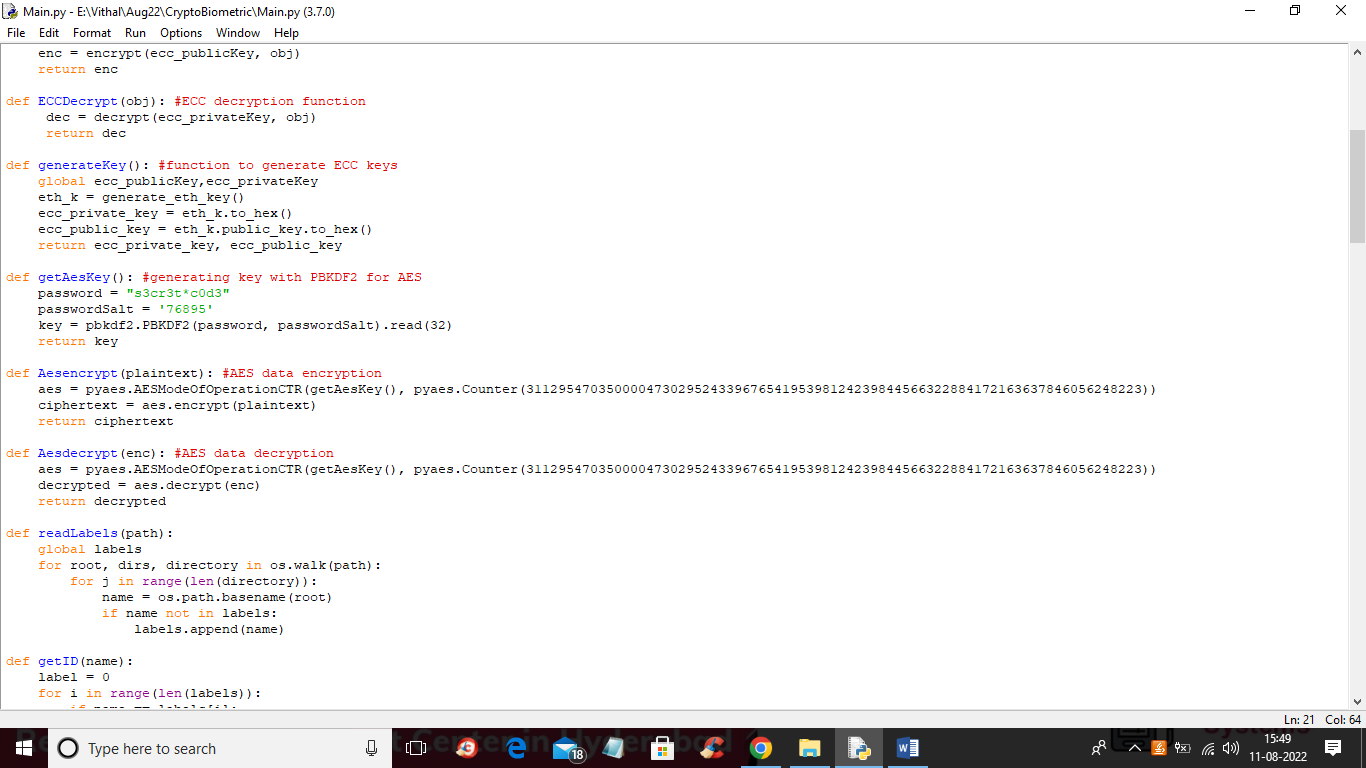 Main.py - E:\Vithal\Aug22\CryptoBiometric\Main.py (3.7.0)
File Edit Format Run Options Window Help
    enc = encrypt(ecc_publicKey, obj)
    return enc

def ECCDecrypt(obj): #ECC decryption function
     dec = decrypt(ecc_privateKey, obj)
     return dec

def generateKey(): #function to generate ECC keys
    global ecc_publicKey,ecc_privateKey
    eth_k = generate_eth_key()
    ecc_private_key = eth_k.to_hex()
    ecc_public_key = eth_k.public_key.to_hex()
    return ecc_private_key, ecc_public_key

def getAesKey(): #generating key with PBKDF2 for AES
    password = "s3cr3t*c0d3"
    passwordSalt = '76895'
    key = pbkdf2.PBKDF2(password, passwordSalt).read(32)
    return key

def Aesencrypt(plaintext): #AES data encryption
    aes = pyaes.AESModeOfOperationCTR(getAesKey(), pyaes.Counter(31129547035000047302952433967654195398124239844566322884172163637846056248223))
    ciphertext = aes.encrypt(plaintext)
    return ciphertext

def Aesdecrypt(enc): #AES data decryption
    aes = pyaes.AESModeOfOperationCTR(getAesKey(), pyaes.Counter(31129547035000047302952433967654195398124239844566322884172163637846056248223))
    decrypted = aes.decrypt(enc)
    return decrypted

def readLabels(path):
    global labels
    for root, dirs, directory in os.walk(path):
        for j in range(len(directory)):
            name = os.path.basename(root)
            if name not in labels:
                labels.append(name)

def getID(name):
    label = 0
    for i in range(len(labels)):
Ln: 21 Col: 64
Type here to search
18
15:49
11-08-2022